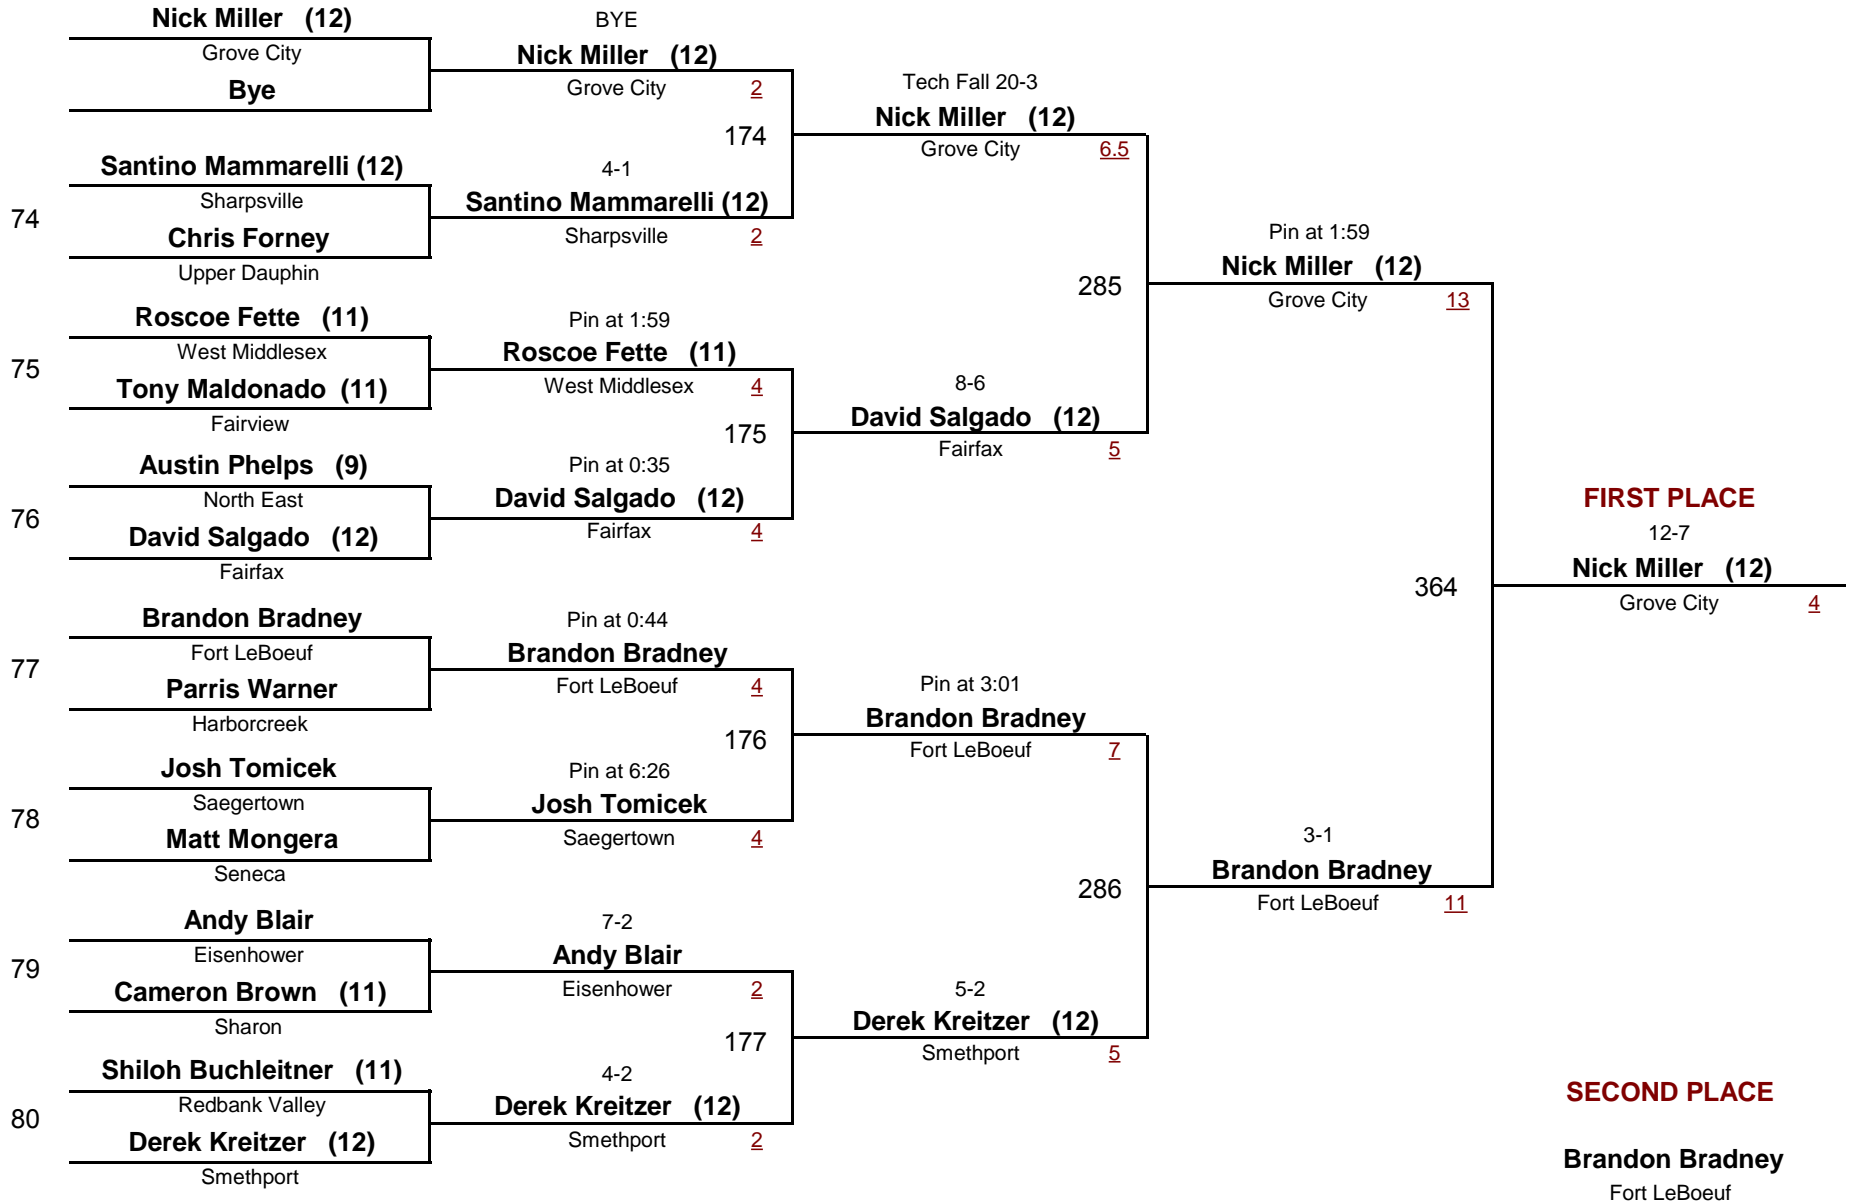 Nick Miller (12)
Grove City
Bye
74
Santino Mammarelli (12)
Sharpsville
Chris Forney
Upper Dauphin
75
Roscoe Fette (11)
West Middlesex
Tony Maldonado (11)
Fairview
76
Austin Phelps (9)
North East
David Salgado (12)
Fairfax
77
Brandon Bradney
Fort LeBoeuf
Parris Warner
Harborcreek
78
Josh Tomicek
Saegertown
Matt Mongera
Seneca
79
Andy Blair
Eisenhower
Cameron Brown (11)
Sharon
80
Shiloh Buchleitner (11)
Redbank Valley
Derek Kreitzer (12)
Smethport
BYE
Nick Miller (12)
Grove City 2
174
4-1
Santino Mammarelli (12)
Sharpsville 2
Pin at 1:59
Roscoe Fette (11)
West Middlesex 4
175
Pin at 0:35
David Salgado (12)
Fairfax 4
Pin at 0:44
Brandon Bradney
Fort LeBoeuf 4
176
Pin at 6:26
Josh Tomicek
Saegertown 4
7-2
Andy Blair
Eisenhower 2
177
4-2
Derek Kreitzer (12)
Smethport 2
Tech Fall 20-3
Nick Miller (12)
Grove City 6.5
285
8-6
David Salgado (12)
Fairfax 5
Pin at 3:01
Brandon Bradney
Fort LeBoeuf 7
286
5-2
Derek Kreitzer (12)
Smethport 5
Pin at 1:59
Nick Miller (12)
Grove City 13
364
3-1
Brandon Bradney
Fort LeBoeuf 11
FIRST PLACE
12-7
Nick Miller (12)
Grove City 4
SECOND PLACE
Brandon Bradney
Fort LeBoeuf